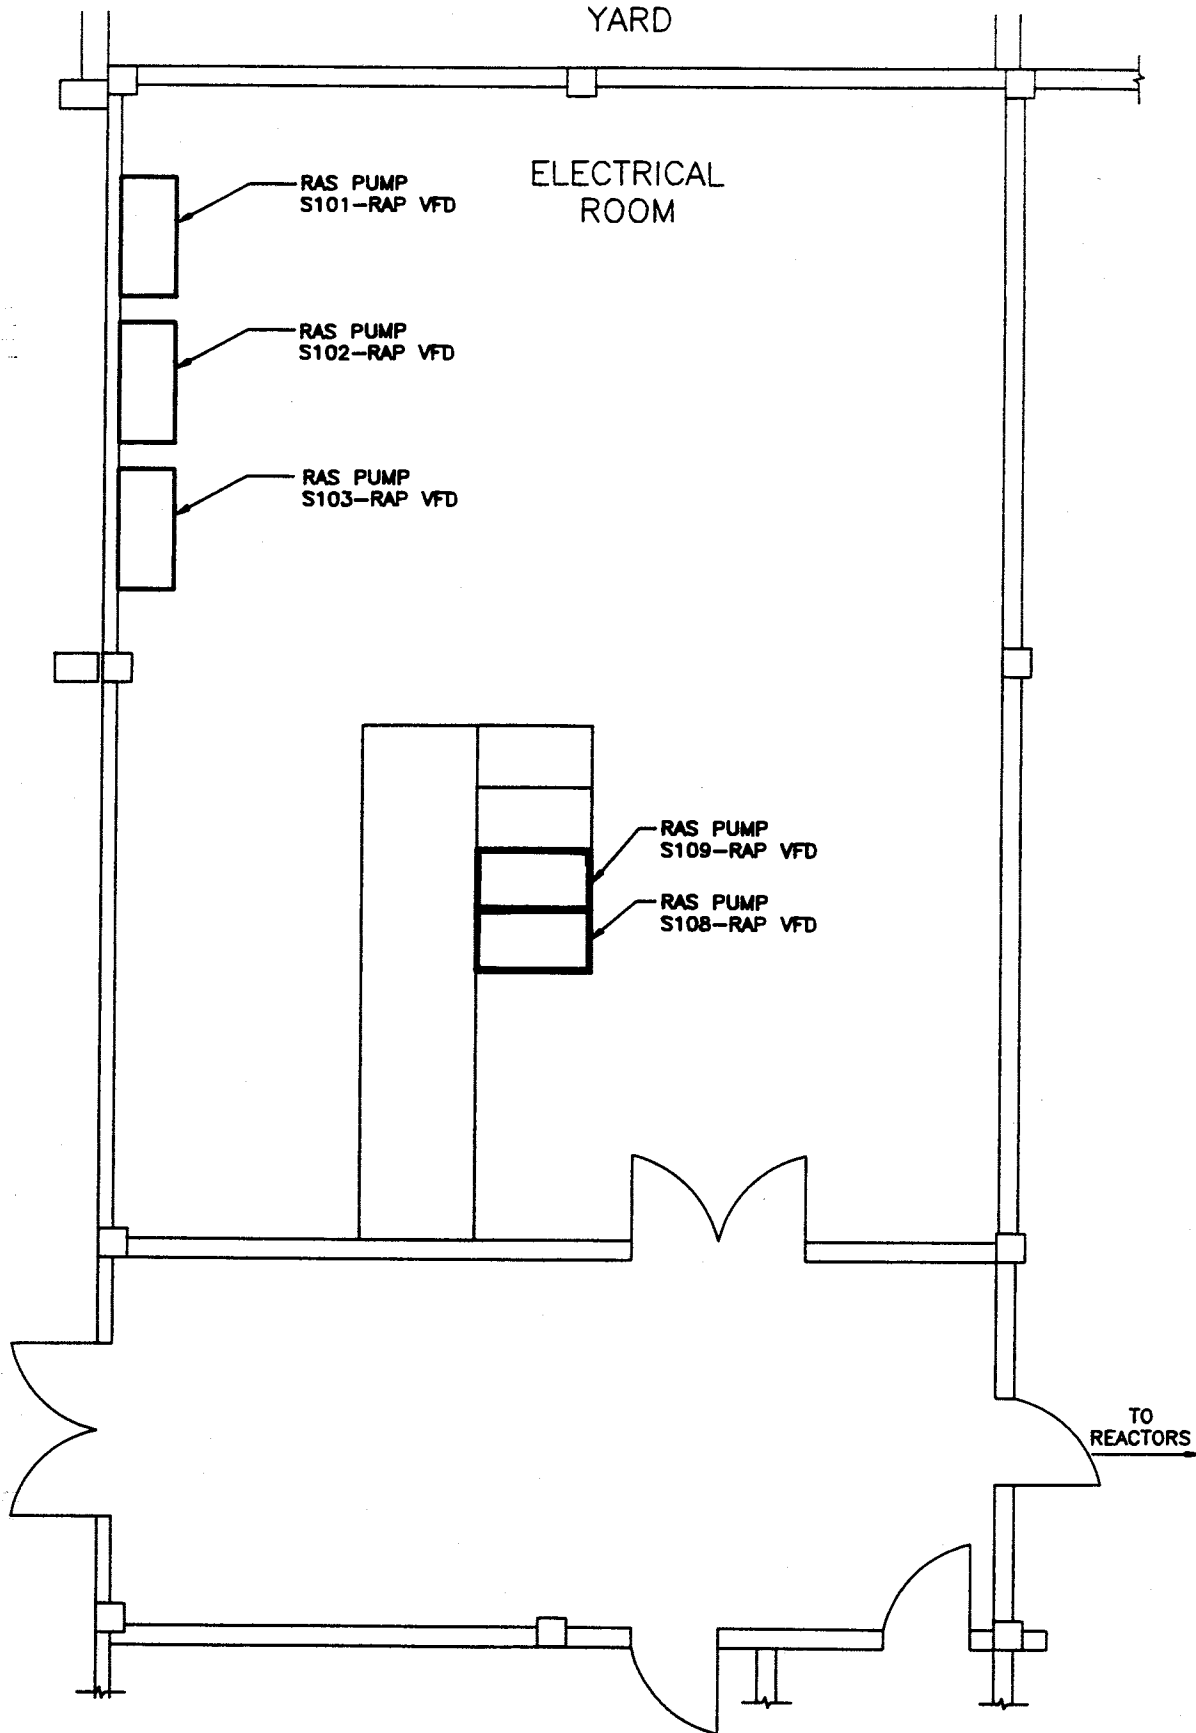 YARD
ELECTRICAL
ROOM
RAS PUMP
S101-RAP VFD
RAS PUMP
S102-RAP VFD
RAS PUMP
S103-RAP VFD
RAS PUMP
S109-RAP VFD
RAS PUMP
S108-RAP VFD
TO
REACTORS